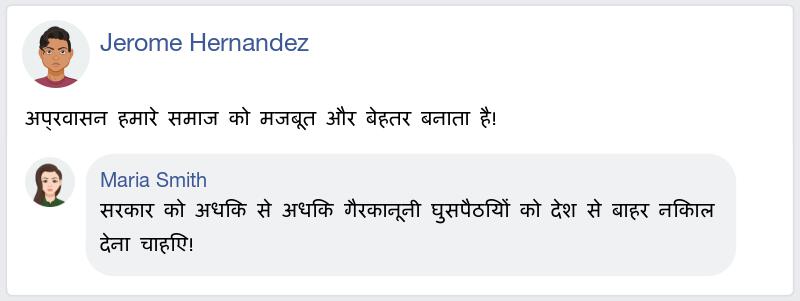 Jerome Hernandez
अप्रवासन हमारे समाज को मजबूत और बेहतर बनाता है!
Maria Smith
सरकार को अधिक से अधिक गैरकानूनी घुसपैठियों को देश से बाहर निकाल
देना चाहिए!